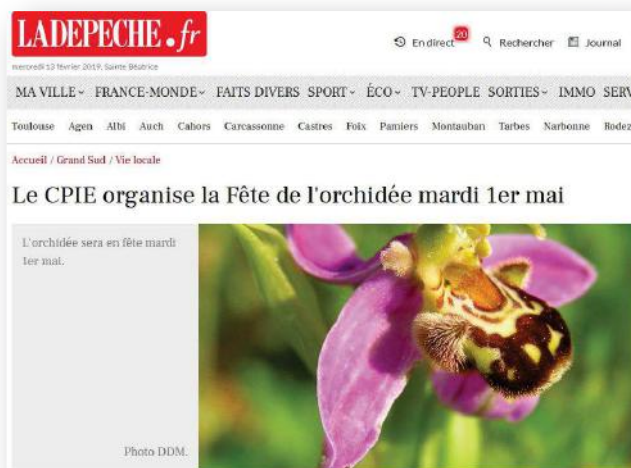 LADEPECHE.fr
En direct 20 Rechercher Journal
mercredi 13 février 2019, Sainte Béatrice
MA VILLE FRANCE-MONDE FAITS DIVERS SPORT ÉCO TV-PEOPLE SORTIES IMMO SERV
Toulouse Agen Albi Auch Cahors Carcassonne Castres Foix Pamiers Montauban Tarbes Narbonne Rodez
Accueil / Grand Sud / Vie locale
Le CPIE organise la Fête de l'orchidée mardi 1er mai
L'orchidée sera en fête mardi
1er mai.
Photo DDM.